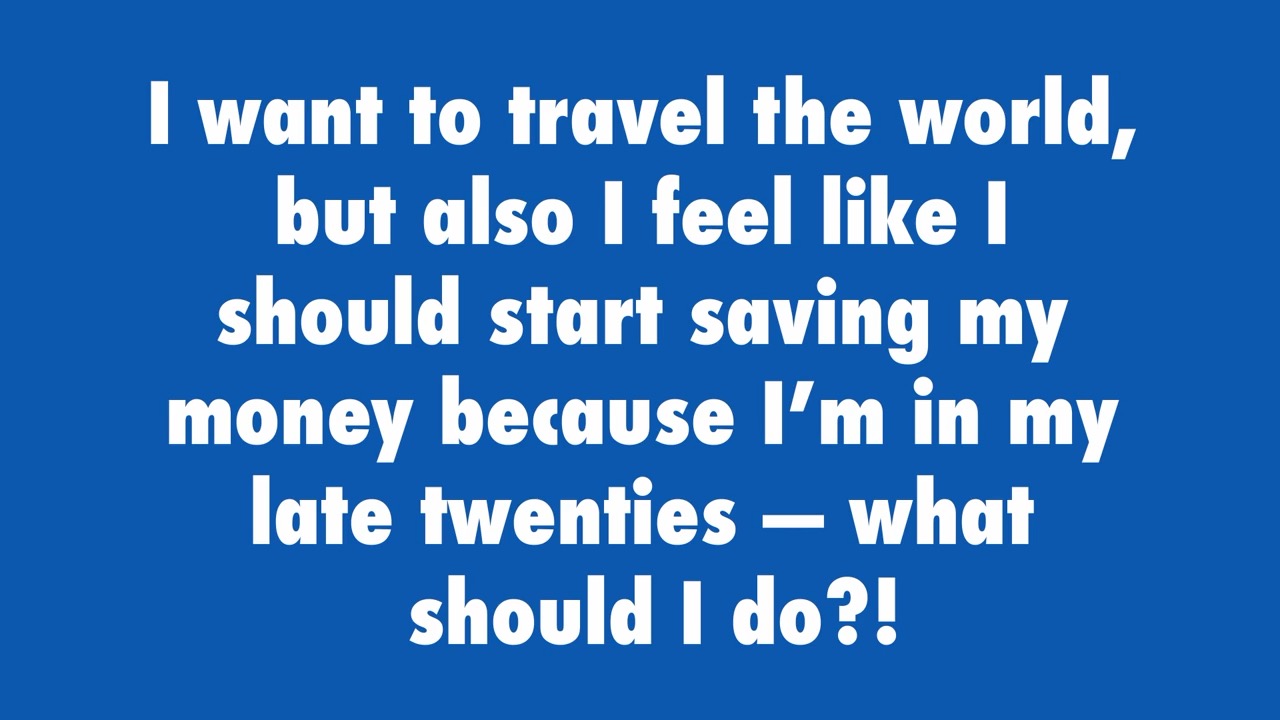 I want to travel the world,
but also I feel like I
should start saving my
money because I’m in my
late twenties — what
should I do?!